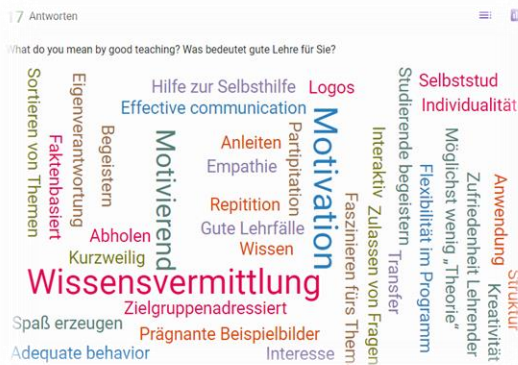 17 Antworten
What do you mean by good teaching? Was bedeutet gute Lehre für Sie?
Sortieren von Themen
Faktenbasiert
Eigenverantwortung
Begeistern
Hilfe zur Selbsthilfe
Logos
Effective communication
Motivierend
Anleiten
Empathie
Partipitation
Motivation
Repitition
Gute Lehrfälle
Wissen
Abholen
Kurzweilig
Wissensvermittlung
Zielgruppenadressiert
Spaß erzeugen
Prägnante Beispielbilder
Adequate behavior
Interesse
Faszinieren fürs Them
Interaktiv
Zulassen von Fragen
Studierende begeistern
Transfer
Selbststud
Individualität
Flexibilität im Programm
Möglichst wenig „Theorie“
Zufriedenheit Lehrender
Anwendung
Kreativität
Struktur